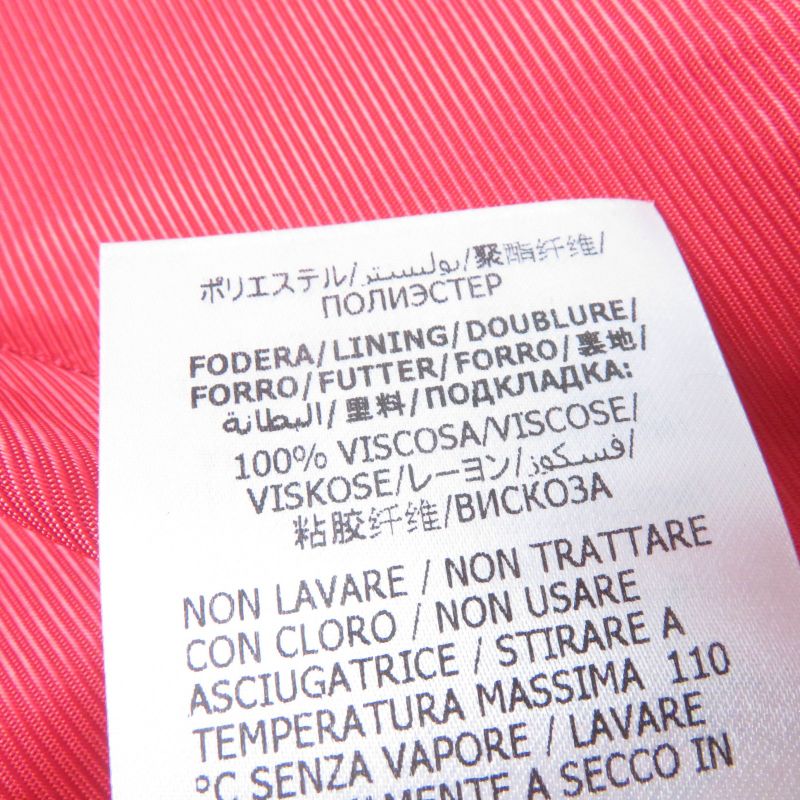 ポリエステル/بوليستر/聚酯纤维/
ПОЛИЭСТЕР
FODERA/LINING/DOUBLURE/
FORRO/FUTTER/FORRO/裏地/
البطانة/里料/ПОДКЛАДКА:
100% VISCOSA/VISCOSE/
VISKOSE/レーヨン/فسكوز/
粘胶纤维/ВИСКОЗА
NON LAVARE / NON TRATTARE
CON CLORO / NON USARE
ASCIUGATRICE / STIRARE A
TEMPERATURA MASSIMA 110
°C SENZA VAPORE / LAVARE
A SECCO IN